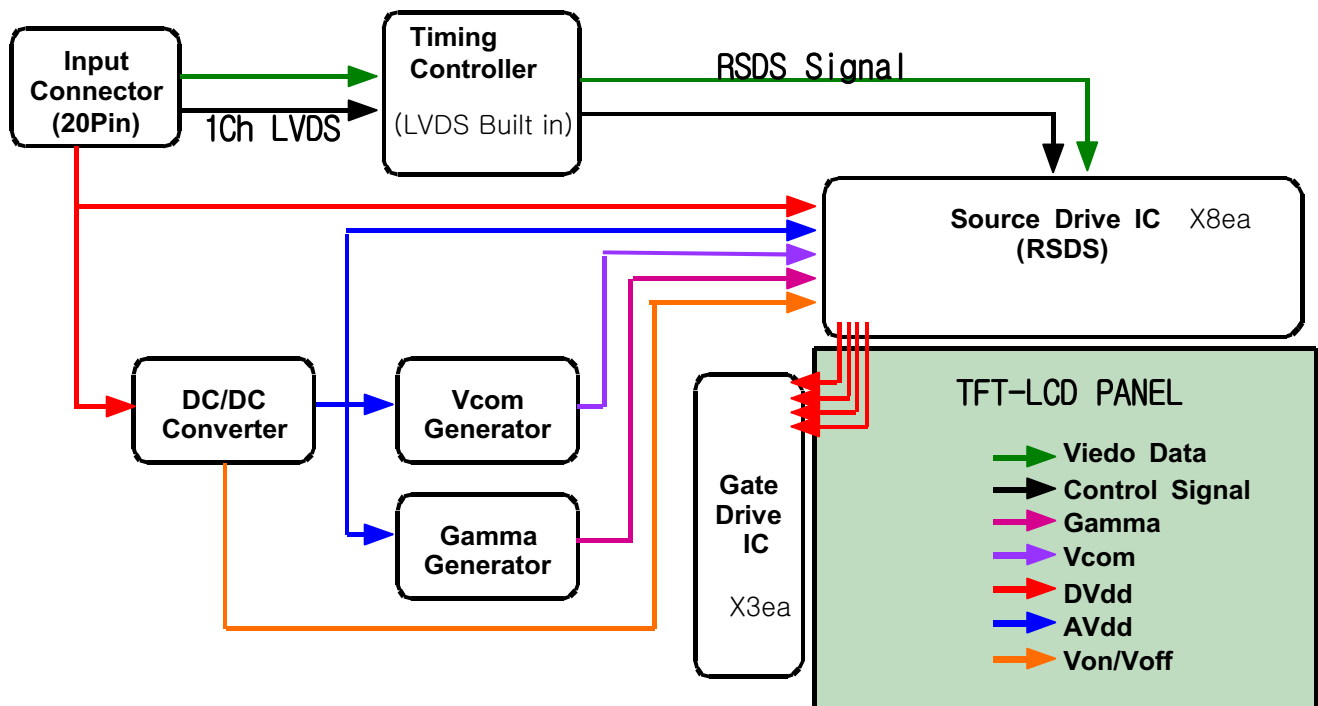 Input
Connector
(20Pin)
1Ch LVDS
Timing
Controller
(LVDS Built in)
RSDS Signal
Source Drive IC X8ea
(RSDS)
DC/DC
Converter
Vcom
Generator
Gamma
Generator
Gate
Drive
IC
X3ea
TFT-LCD PANEL
Viedo Data
Control Signal
Gamma
Vcom
DVdd
AVdd
Von/Voff